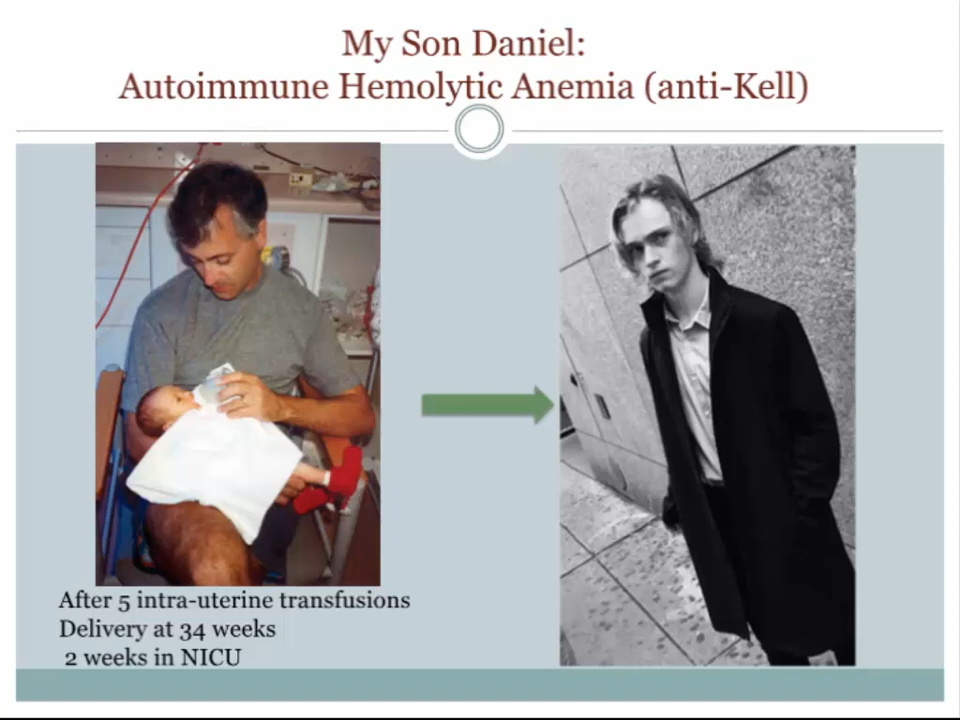 My Son Daniel:
Autoimmune Hemolytic Anemia (anti-Kell)
After 5 intra-uterine transfusions
Delivery at 34 weeks
2 weeks in NICU